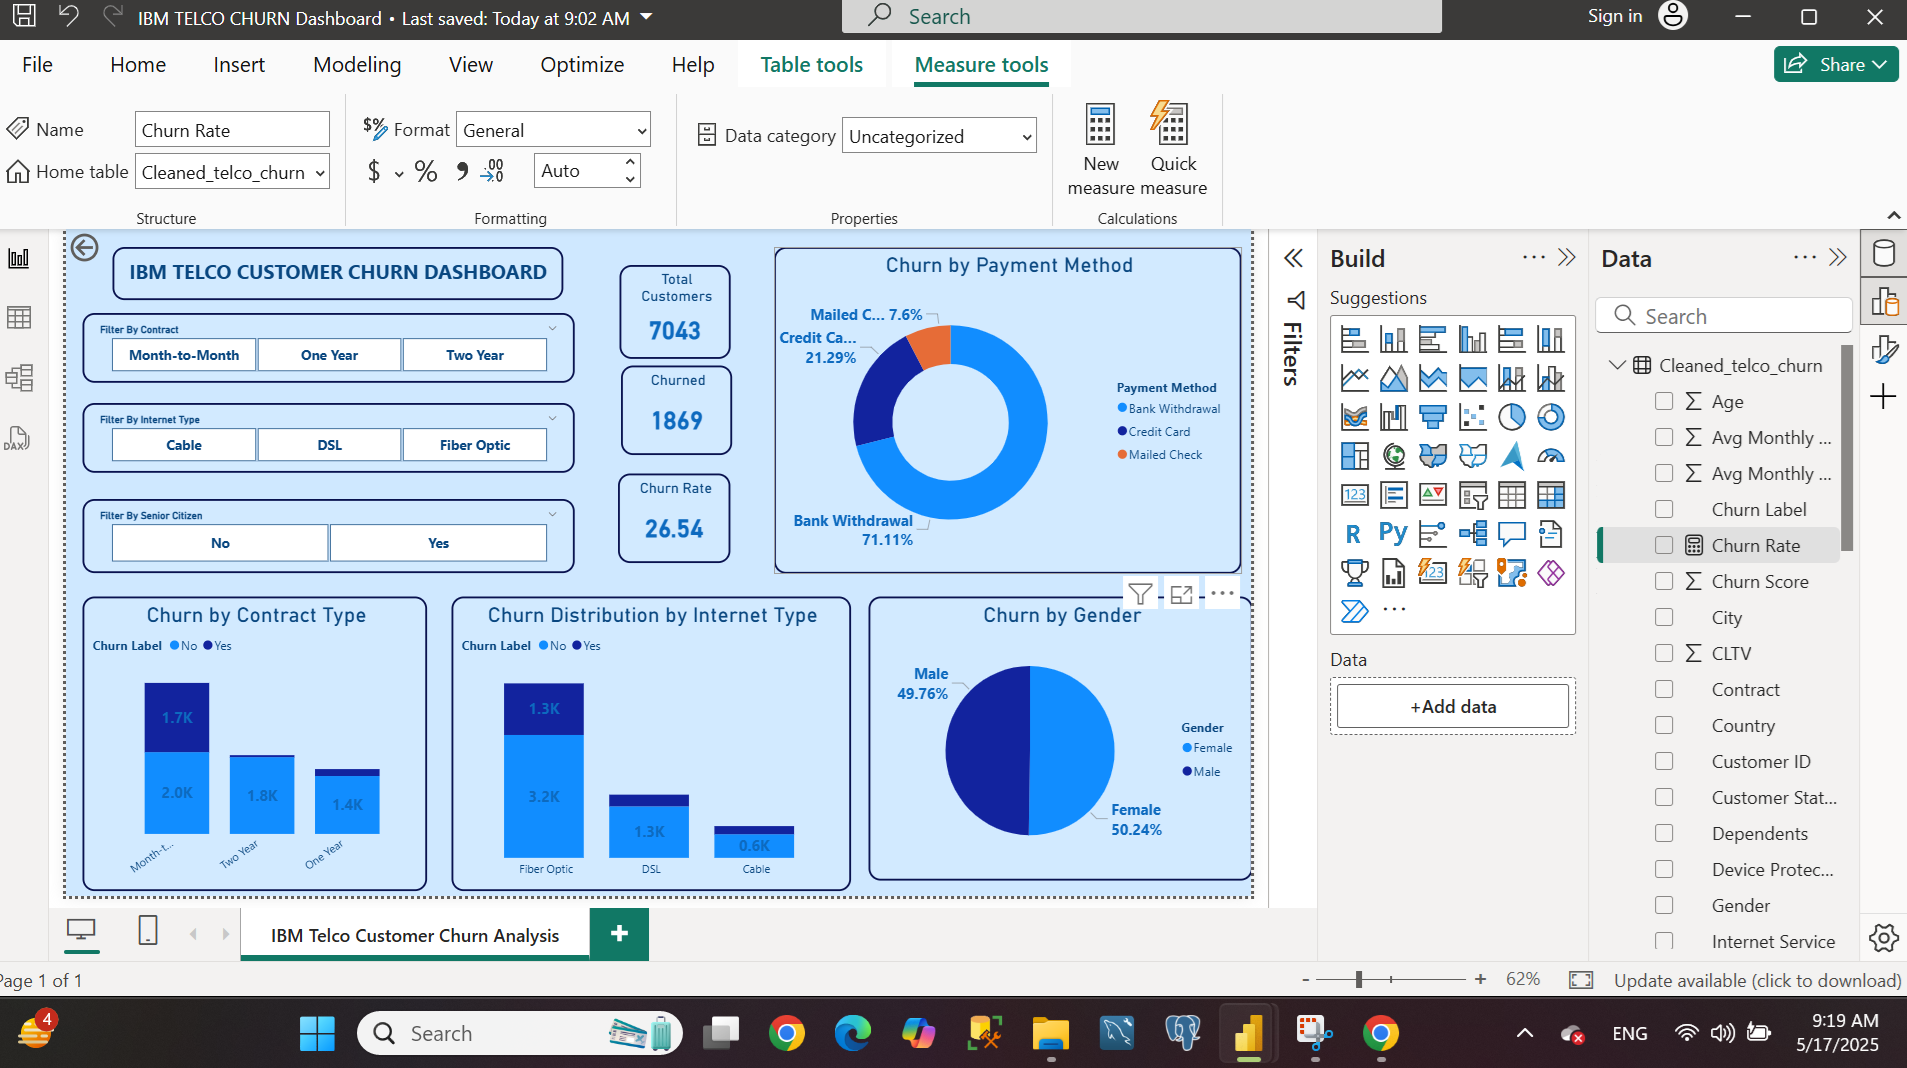 IBM TELCO CHURN Dashboard • Last saved: Today at 9:02 AM
Search
Sign in
File Home Insert Modeling View Optimize Help Table tools Measure tools
Share
Name Churn Rate
Home table Cleaned_telco_churn
Structure
$% Format General
$ % , .00 →.0 Auto
Formatting
Data category Uncategorized
Properties
New measure
Quick measure
Calculations
IBM TELCO CUSTOMER CHURN DASHBOARD
Filter By Contract
Month-to-Month One Year Two Year
Filter By Internet Type
Cable DSL Fiber Optic
Filter By Senior Citizen
No Yes
Total
Customers
7043
Churned
1869
Churn Rate
26.54
Churn by Payment Method
Mailed C... 7.6%
Credit Ca...
21.29%
Bank Withdrawal
71.11%
Payment Method
Bank Withdrawal
Credit Card
Mailed Check
Churn by Contract Type
Churn Label No Yes
1.7K
2.0K
1.8K
1.4K
Month-t... Two Year One Year
Churn Distribution by Internet Type
Churn Label No Yes
1.3K
3.2K
1.3K
0.6K
Fiber Optic DSL Cable
Churn by Gender
Male
49.76%
Female
50.24%
Gender
Female
Male
Filters
Build
Suggestions
123
R Py
123
Data
+Add data
Data
Search
Cleaned_telco_churn
Age
Avg Monthly ...
Avg Monthly ...
Churn Label
Churn Rate
Churn Score
City
CLTV
Contract
Country
Customer ID
Customer Stat...
Dependents
Device Protec...
Gender
Internet Service
DAX
IBM Telco Customer Churn Analysis
Page 1 of 1
- + 62%
Update available (click to download)
4
Search
ENG
9:19 AM
5/17/2025